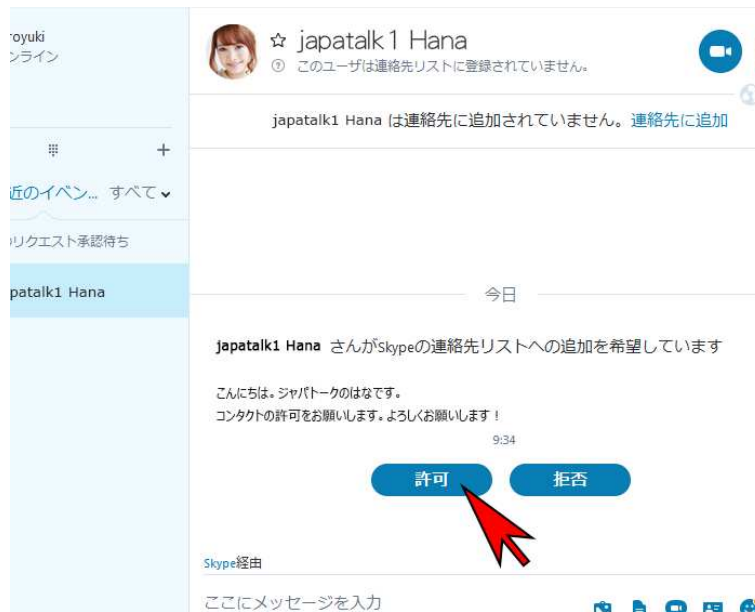 royuki
ンライン
japatalk1 Hana
このユーザは連絡先リストに登録されていません。
japatalk1 Hana は連絡先に追加されていません。連絡先に追加
近のイベン... すべて
リクエスト承認待ち
patalk1 Hana
今日
japatalk1 Hana さんがSkypeの連絡先リストへの追加を希望しています
こんにちは。ジャパトークのはなです。
コンタクトの許可をお願いします。よろしくお願いします！
9:34
許可 拒否
Skype経由
ここにメッセージを入力